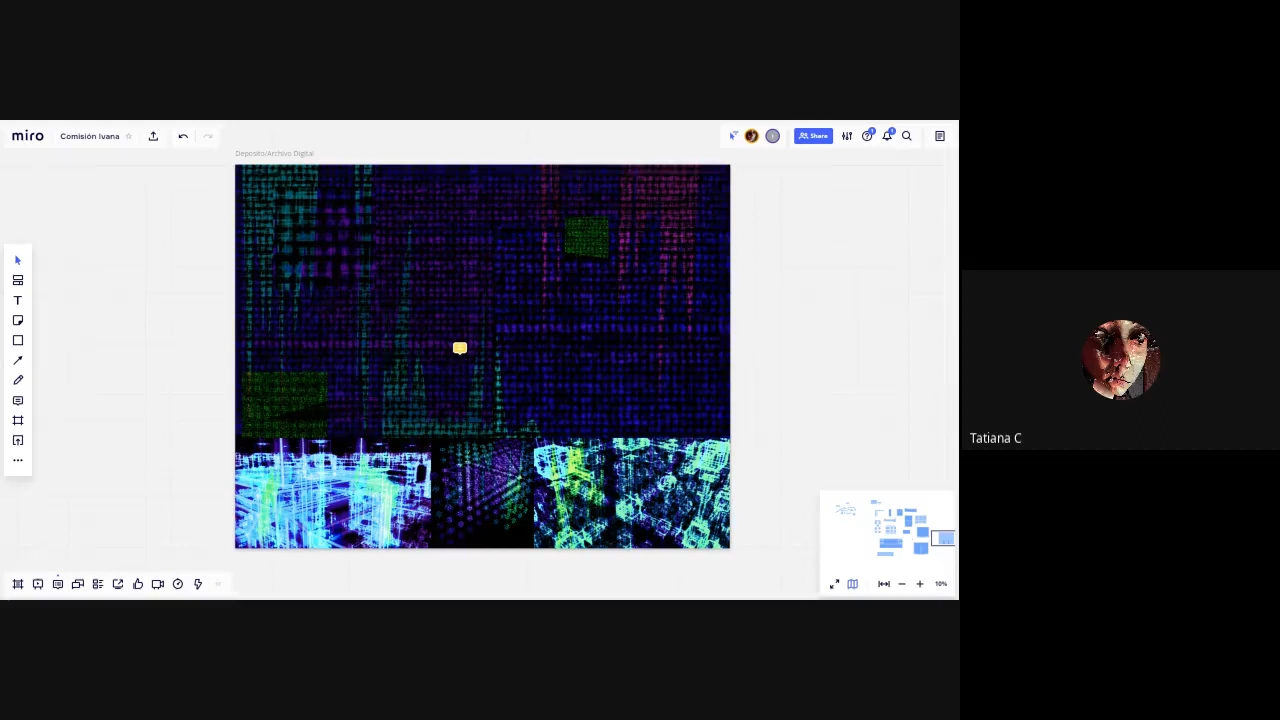 miro
Comisión Ivana
Share
Deposito/Archivo Digital
Tatiana C
10%